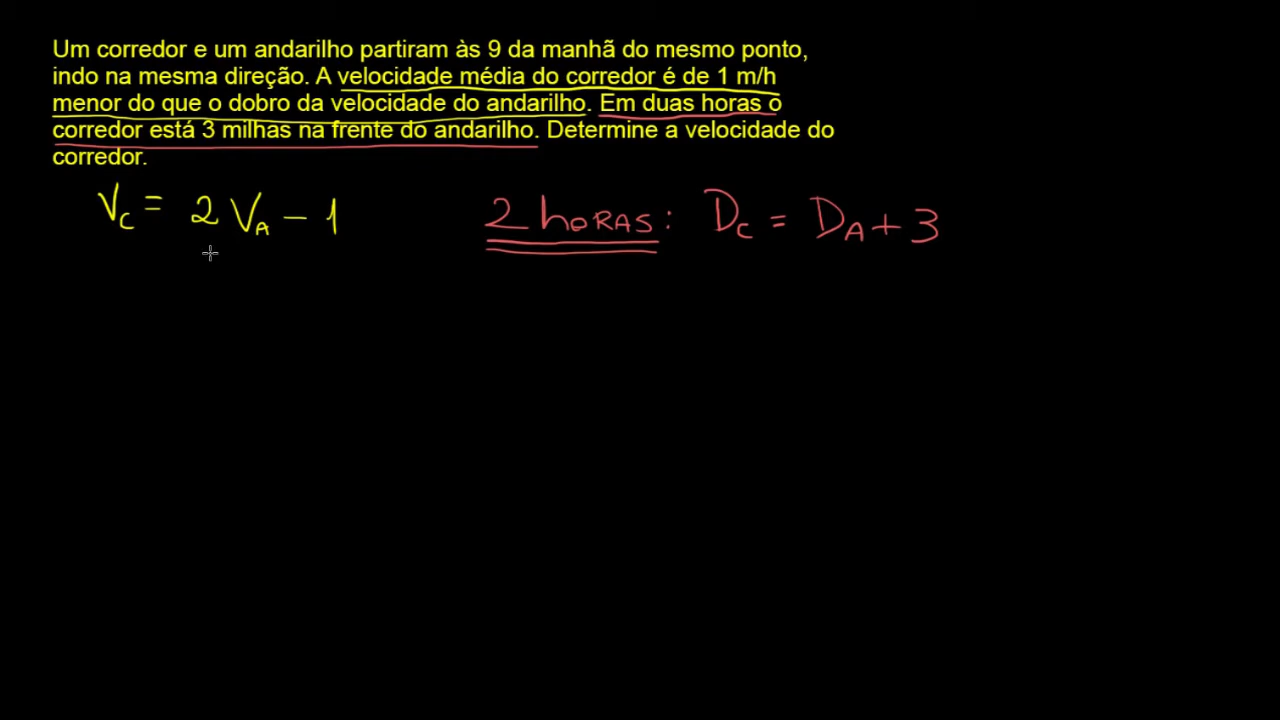 Um corredor e um andarilho partiram às 9 da manhã do mesmo ponto,
indo na mesma direção. A velocidade média do corredor é de 1 m/h
menor do que o dobro da velocidade do andarilho. Em duas horas o
corredor está 3 milhas na frente do andarilho. Determine a velocidade do
corredor.
Vc = 2 VA - 1
2 HORAS: Dc = DA + 3